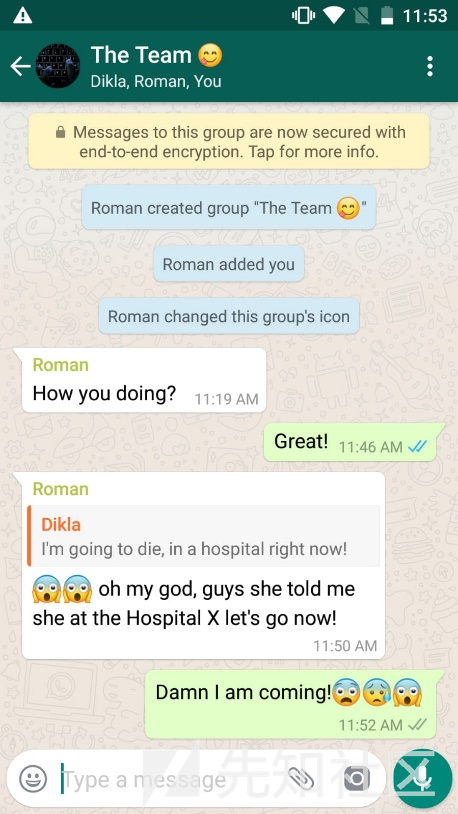 11:53
The Team 😋
Dikla, Roman, You
Messages to this group are now secured with
end-to-end encryption. Tap for more info.
Roman created group "The Team 😋"
Roman added you
Roman changed this group's icon
Roman
How you doing? 11:19 AM
Great! 11:46 AM
Roman
Dikla
I'm going to die, in a hospital right now!
😱😱 oh my god, guys she told me
she at the Hospital X let's go now!
11:50 AM
Damn I am coming!😨😰😱
11:52 AM
Type a message
先知社区